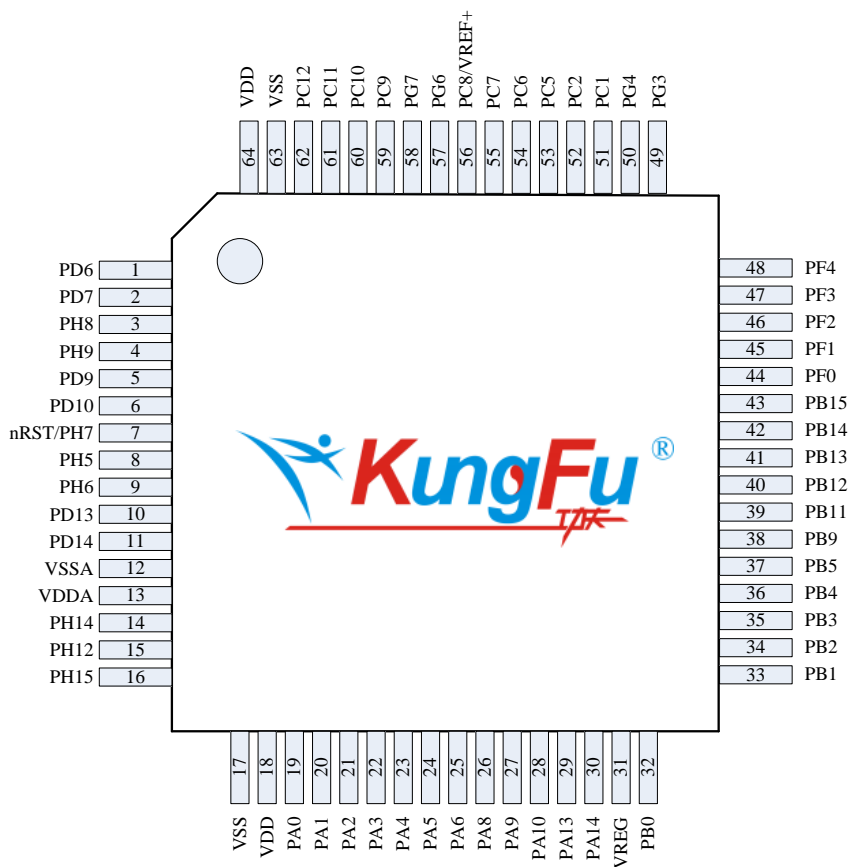 VDD VSS PC12 PC11 PC10 PC9 PG7 PG6 PC8/VREF+ PC7 PC6 PC5 PC2 PC1 PG4 PG3
64 63 62 61 60 59 58 57 56 55 54 53 52 51 50 49
PD6 1
PD7 2
PH8 3
PH9 4
PD9 5
PD10 6
nRST/PH7 7
PH5 8
PH6 9
PD13 10
PD14 11
VSSA 12
VDDA 13
PH14 14
PH12 15
PH15 16
KungFu ®
功夫
48 PF4
47 PF3
46 PF2
45 PF1
44 PF0
43 PB15
42 PB14
41 PB13
40 PB12
39 PB11
38 PB9
37 PB5
36 PB4
35 PB3
34 PB2
33 PB1
17 18 19 20 21 22 23 24 25 26 27 28 29 30 31 32
VSS VDD PA0 PA1 PA2 PA3 PA4 PA5 PA6 PA8 PA9 PA10 PA13 PA14 VREG PB0